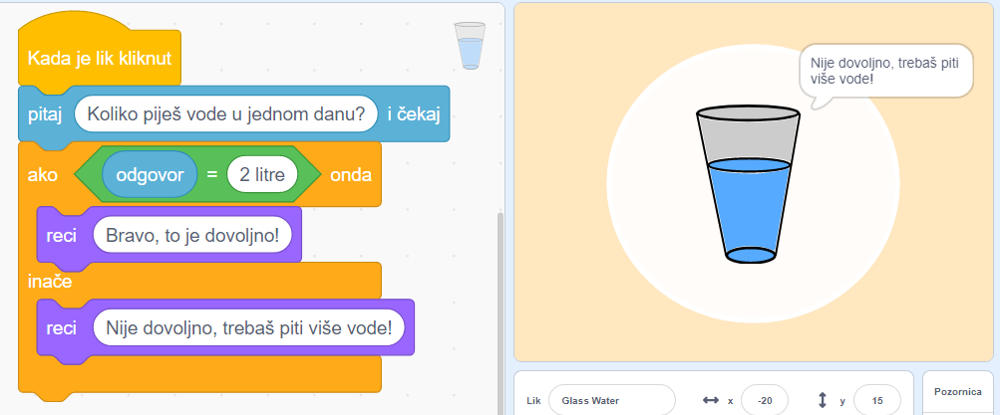 Kada je lik kliknut
pitaj Koliko piješ vode u jednom danu? i čekaj
ako odgovor = 2 litre onda
reci Bravo, to je dovoljno!
inače
reci Nije dovoljno, trebaš piti više vode!
Nije dovoljno, trebaš piti
više vode!
Lik Glass Water x -20 y 15
Pozornica